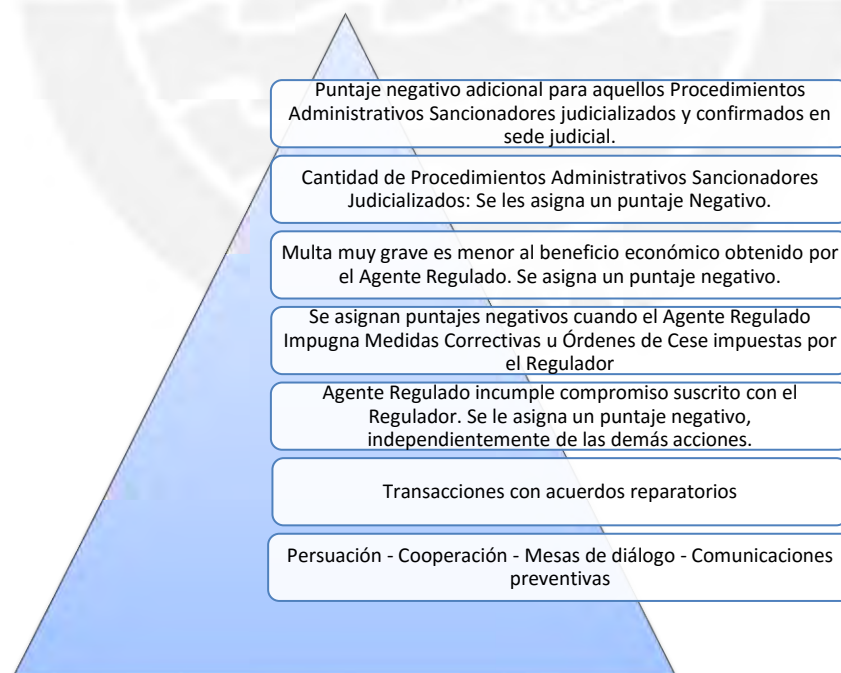 Puntaje negativo adicional para aquellos Procedimientos
Administrativos Sancionadores judicializados y confirmados en
sede judicial.
Cantidad de Procedimientos Administrativos Sancionadores
Judicializados: Se les asigna un puntaje Negativo.
Multa muy grave es menor al beneficio económico obtenido por
el Agente Regulado. Se asigna un puntaje negativo.
Se asignan puntajes negativos cuando el Agente Regulado
Impugna Medidas Correctivas u Órdenes de Cese impuestas por
el Regulador
Agente Regulado incumple compromiso suscrito con el
Regulador. Se le asigna un puntaje negativo,
independientemente de las demás acciones.
Transacciones con acuerdos reparatorios
Persuación - Cooperación - Mesas de diálogo - Comunicaciones
preventivas